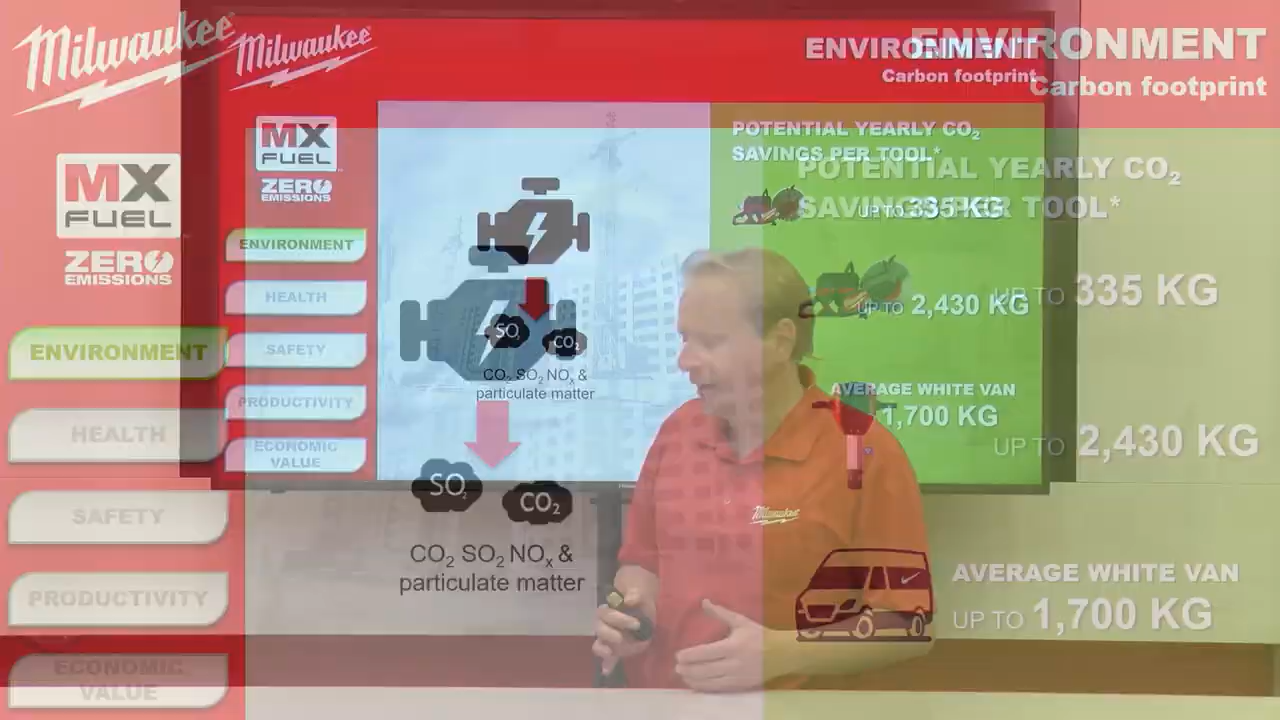 Milwaukee
Milwaukee
ENVIRONMENT
Carbon footprint
ENVIRONMENT
Carbon footprint
MX
FUEL
ZERO
EMISSIONS
ENVIRONMENT
HEALTH
SAFETY
PRODUCTIVITY
ECONOMIC
VALUE
MX
FUEL
ZERO
EMISSIONS
ENVIRONMENT
HEALTH
SAFETY
PRODUCTIVITY
ECONOMIC
VALUE
SO2
CO2
CO2 SO2 NOx &
particulate matter
SO2
CO2
CO2 SO2 NOx &
particulate matter
POTENTIAL YEARLY CO2
SAVINGS PER TOOL*
UP TO 335 KG
UP TO 2,430 KG
AVERAGE WHITE VAN
1,700 KG
POTENTIAL YEARLY CO2
SAVINGS PER TOOL*
UP TO 335 KG
UP TO 2,430 KG
AVERAGE WHITE VAN
UP TO 1,700 KG
Milwaukee